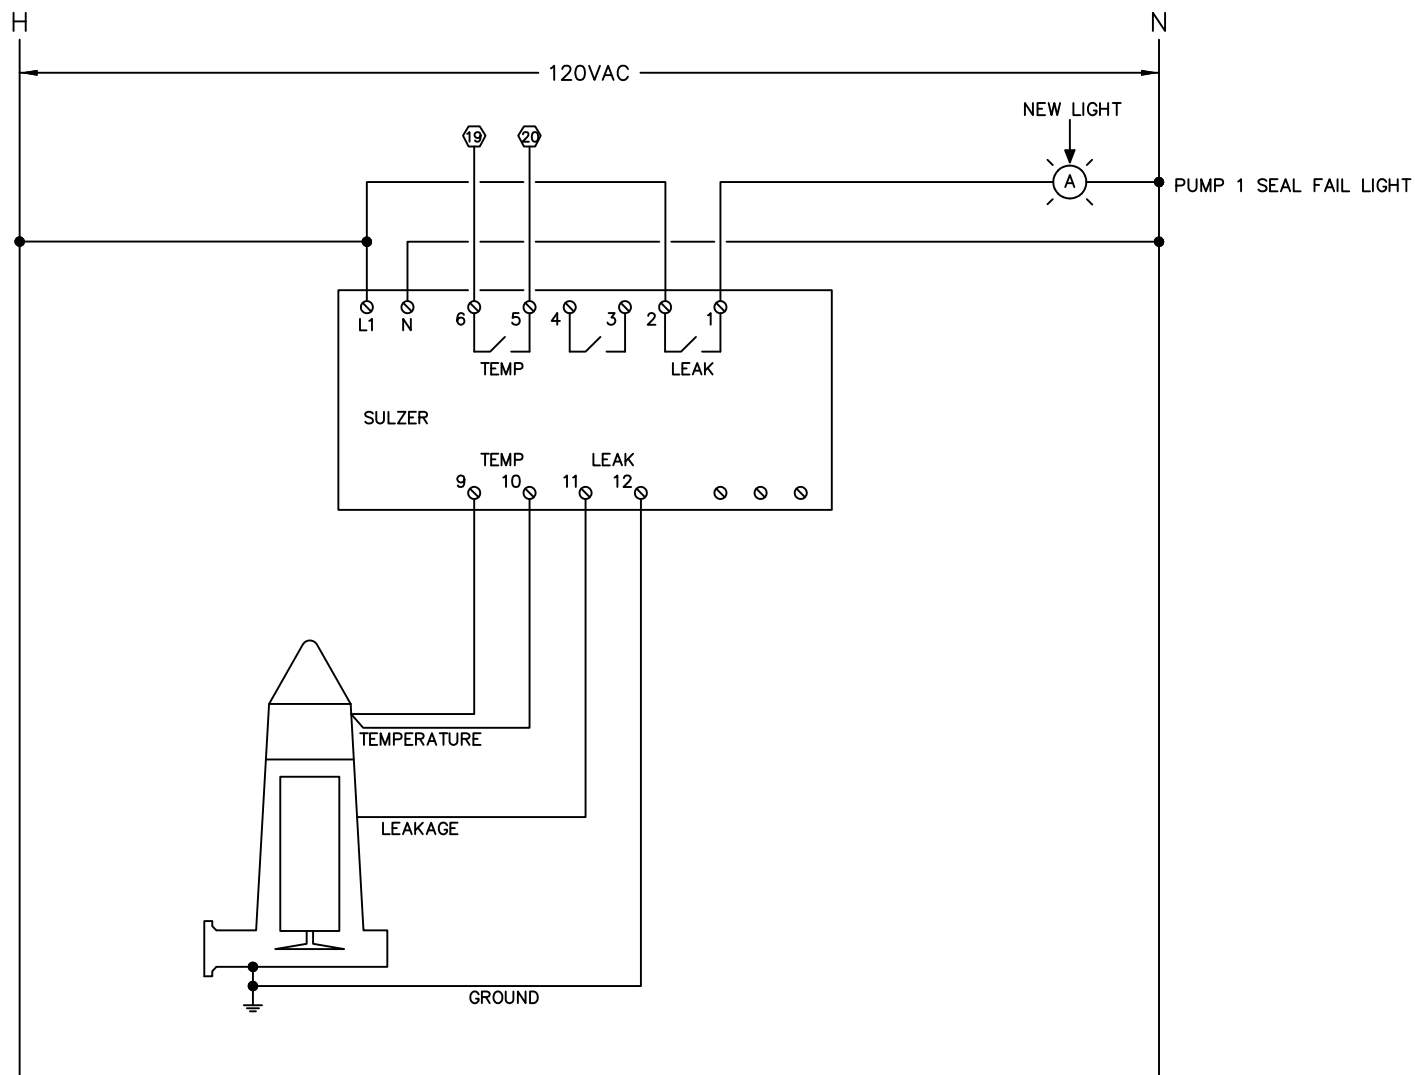 H
N
120VAC
NEW LIGHT
19
20
A
PUMP 1 SEAL FAIL LIGHT
L1
N
6
5
4
3
2
1
TEMP
LEAK
SULZER
TEMP
LEAK
9
10
11
12
TEMPERATURE
LEAKAGE
GROUND